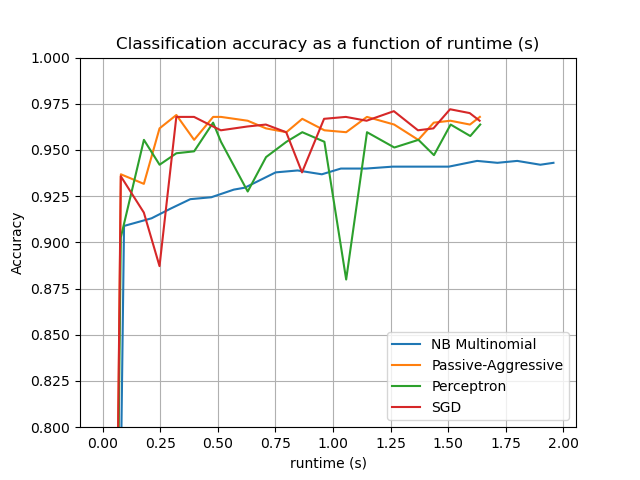 Classification accuracy as a function of runtime (s)
1.000
0.975
0.950
0.925
0.900
0.875
0.850
0.825
0.800
Accuracy
NB Multinomial
Passive-Aggressive
Perceptron
SGD
0.00 0.25 0.50 0.75 1.00 1.25 1.50 1.75 2.00
runtime (s)